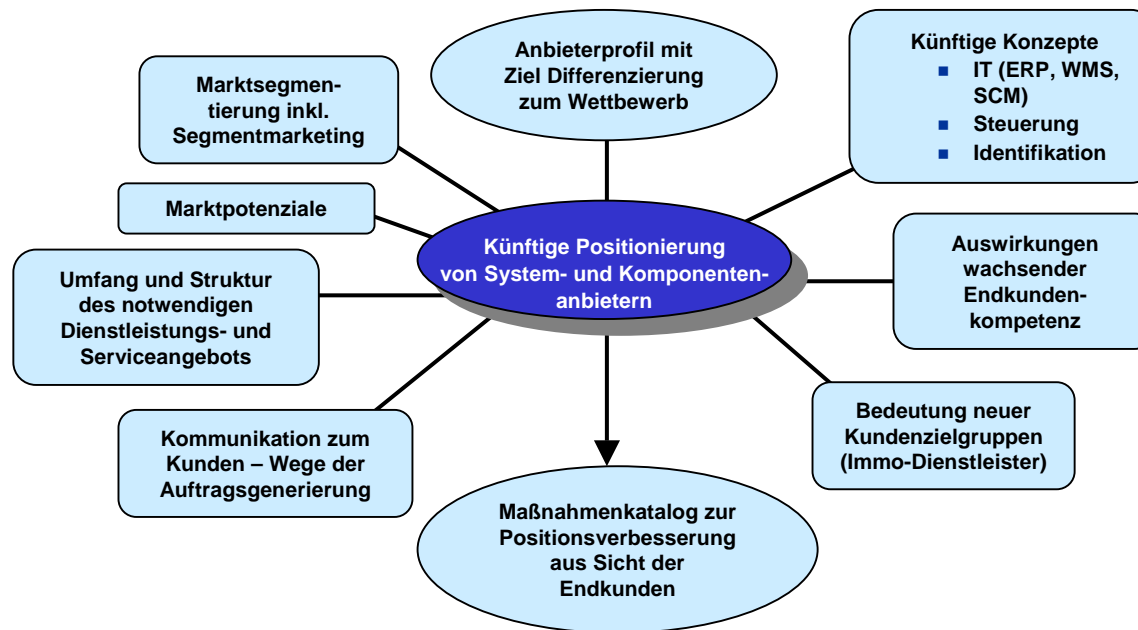 Anbieterprofil mit
Ziel Differenzierung
zum Wettbewerb
Künftige Konzepte
■ IT (ERP, WMS,
SCM)
■ Steuerung
■ Identifikation
Marktsegmen-
tierung inkl.
Segmentmarketing
Marktpotenziale
Künftige Positionierung
von System- und Komponenten-
anbietern
Umfang und Struktur
des notwendigen
Dienstleistungs- und
Serviceangebots
Auswirkungen
wachsender
Endkunden-
kompetenz
Kommunikation zum
Kunden – Wege der
Auftragsgenerierung
Bedeutung neuer
Kundenzielgruppen
(Immo-Dienstleister)
Maßnahmenkatalog zur
Positionsverbesserung
aus Sicht der
Endkunden